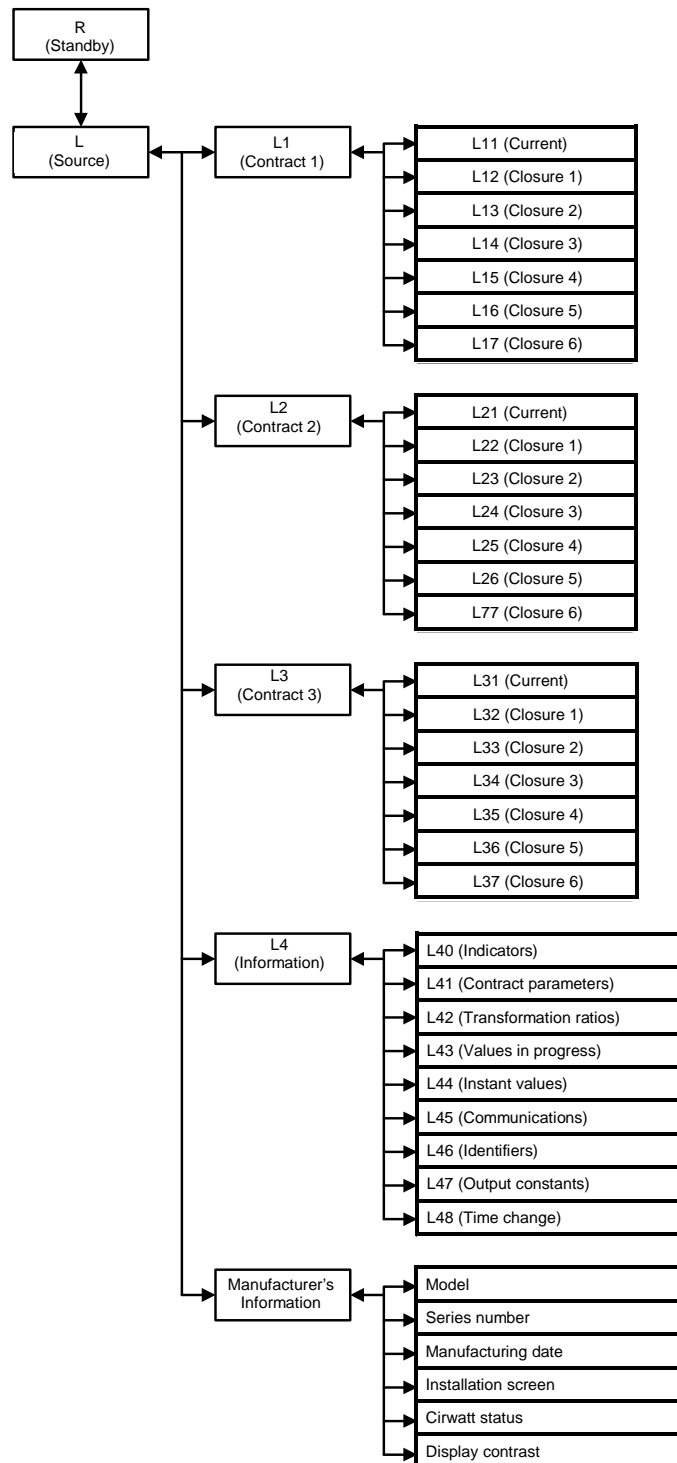 R
(Standby)
L
(Source)
L1
(Contract 1)
L11 (Current)
L12 (Closure 1)
L13 (Closure 2)
L14 (Closure 3)
L15 (Closure 4)
L16 (Closure 5)
L17 (Closure 6)
L2
(Contract 2)
L21 (Current)
L22 (Closure 1)
L23 (Closure 2)
L24 (Closure 3)
L25 (Closure 4)
L26 (Closure 5)
L77 (Closure 6)
L3
(Contract 3)
L31 (Current)
L32 (Closure 1)
L33 (Closure 2)
L34 (Closure 3)
L35 (Closure 4)
L36 (Closure 5)
L37 (Closure 6)
L4
(Information)
L40 (Indicators)
L41 (Contract parameters)
L42 (Transformation ratios)
L43 (Values in progress)
L44 (Instant values)
L45 (Communications)
L46 (Identifiers)
L47 (Output constants)
L48 (Time change)
Manufacturer's
Information
Model
Series number
Manufacturing date
Installation screen
Cirwatt status
Display contrast